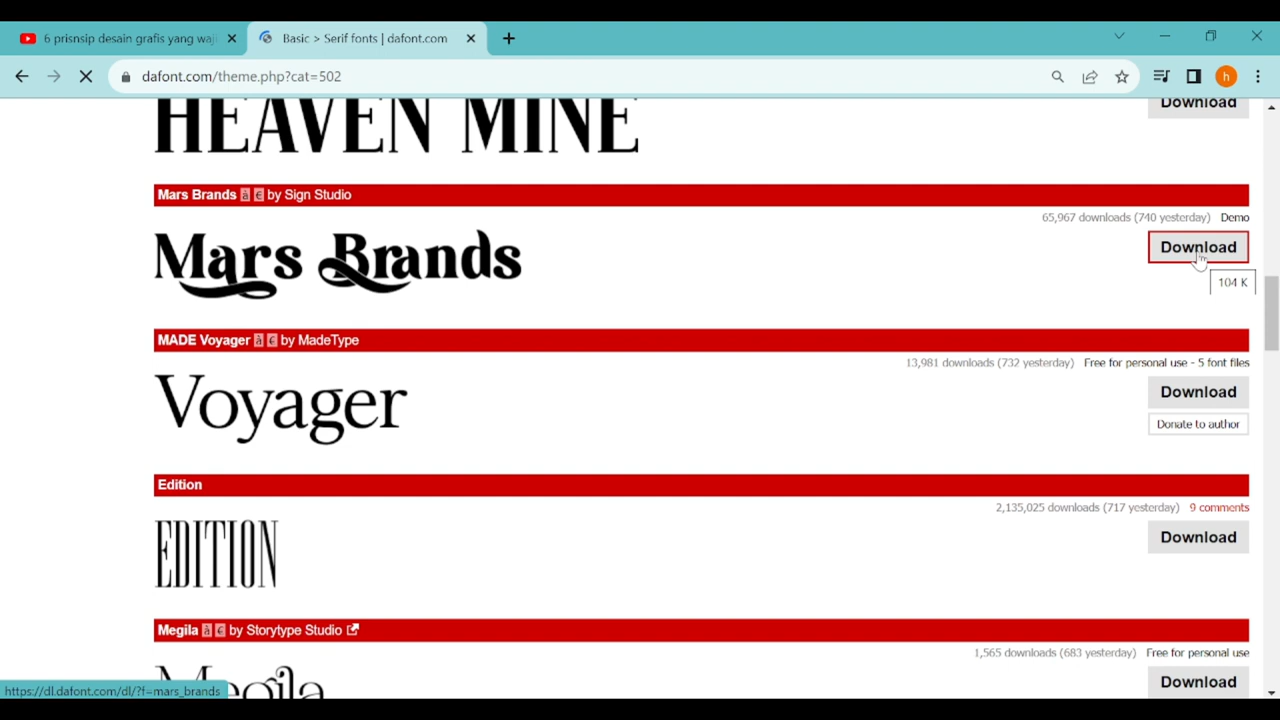 6 prisnsip desain grafis yang waj
Basic > Serif fonts | dafont.com
dafont.com/theme.php?cat=502
h
HEAVEN MINE
Download
Mars Brands à € by Sign Studio
65,967 downloads (740 yesterday) Demo
Mars Brands
Download
104 K
MADE Voyager à € by MadeType
13,981 downloads (732 yesterday) Free for personal use - 5 font files
Voyager
Download
Donate to author
Edition
2,135,025 downloads (717 yesterday) 9 comments
EDITION
Download
Megila à € by Storytype Studio
1,565 downloads (683 yesterday) Free for personal use
Megila
Download
https://dl.dafont.com/dl/?f=mars_brands